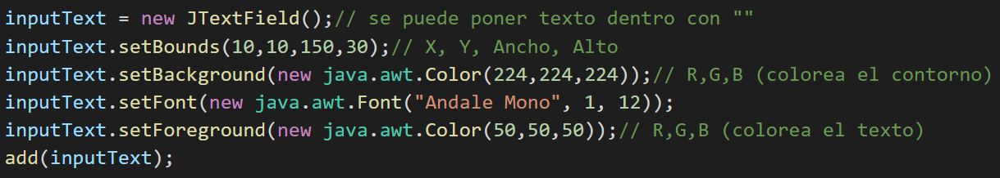 inputText = new JTextField();// se puede poner texto dentro con ""
inputText.setBounds(10,10,150,30);// X, Y, Ancho, Alto
inputText.setBackground(new java.awt.Color(224,224,224));// R,G,B (colorea el contorno)
inputText.setFont(new java.awt.Font("Andale Mono", 1, 12));
inputText.setForeground(new java.awt.Color(50,50,50));// R,G,B (colorea el texto)
add(inputText);